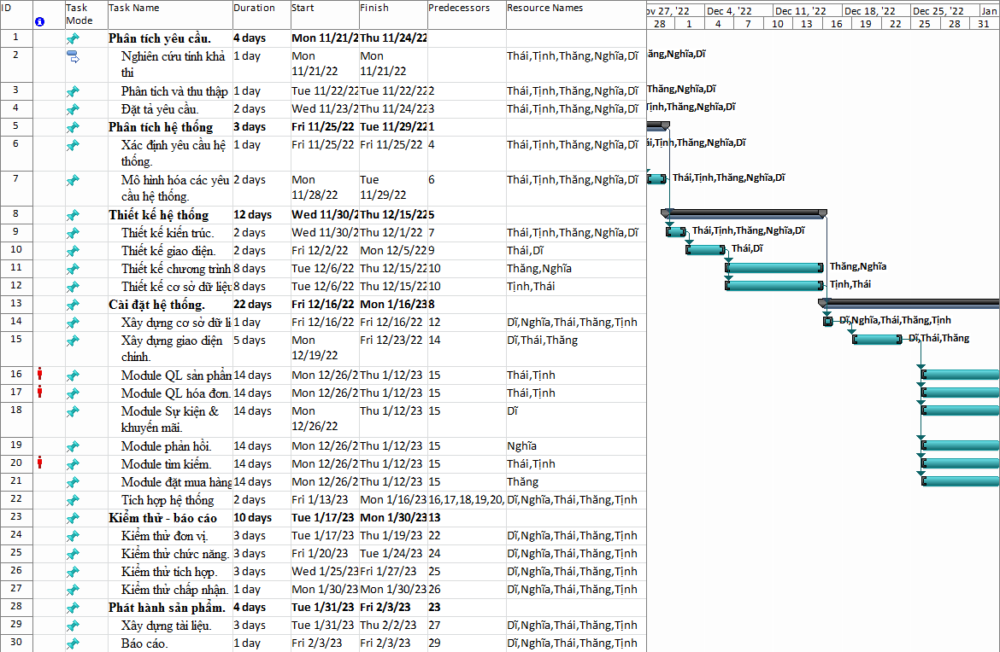 ID Task Mode Task Name Duration Start Finish Predecessors Resource Names
1 Phân tích yêu cầu. 4 days Mon 11/21/2 Thu 11/24/22
2 Nghiên cứu tính khả thi 1 day Mon 11/21/22 Mon 11/21/22 Thái,Tịnh,Thăng,Nghĩa,Dĩ
3 Phân tích và thu thập 1 day Tue 11/22/22 Tue 11/22/22 2 Thái,Tịnh,Thăng,Nghĩa,Dĩ
4 Đặt tả yêu cầu. 2 days Wed 11/23/2 Thu 11/24/22 3 Thái,Tịnh,Thăng,Nghĩa,Dĩ
5 Phân tích hệ thống 3 days Fri 11/25/22 Tue 11/29/22 1
6 Xác định yêu cầu hệ thống. 1 day Fri 11/25/22 Fri 11/25/22 4 Thái,Tịnh,Thăng,Nghĩa,Dĩ
7 Mô hình hóa các yêu cầu hệ thống. 2 days Mon 11/28/22 Tue 11/29/22 6 Thái,Tịnh,Thăng,Nghĩa,Dĩ
8 Thiết kế hệ thống 12 days Wed 11/30/2 Thu 12/15/22 5
9 Thiết kế kiến trúc. 2 days Wed 11/30/2 Thu 12/1/22 7 Thái,Tịnh,Thăng,Nghĩa,Dĩ
10 Thiết kế giao diện. 2 days Fri 12/2/22 Mon 12/5/22 9 Thái,Dĩ
11 Thiết kế chương trình 8 days Tue 12/6/22 Thu 12/15/22 10 Thăng,Nghĩa
12 Thiết kế cơ sở dữ liệu 8 days Tue 12/6/22 Thu 12/15/22 10 Tịnh,Thái
13 Cài đặt hệ thống. 22 days Fri 12/16/22 Mon 1/16/23 8
14 Xây dựng cơ sở dữ li 1 day Fri 12/16/22 Fri 12/16/22 12 Dĩ,Nghĩa,Thái,Thăng,Tịnh
15 Xây dựng giao diện chính. 5 days Mon 12/19/22 Fri 12/23/22 14 Dĩ,Thái,Thăng
16 Module QL sản phẩm 14 days Mon 12/26/2 Thu 1/12/23 15 Thái,Tịnh
17 Module QL hóa đơn. 14 days Mon 12/26/2 Thu 1/12/23 15 Thái,Tịnh
18 Module Sự kiện & khuyến mãi. 14 days Mon 12/26/22 Thu 1/12/23 15 Dĩ
19 Module phản hồi. 14 days Mon 12/26/2 Thu 1/12/23 15 Nghĩa
20 Module tìm kiếm. 14 days Mon 12/26/2 Thu 1/12/23 15 Thái,Tịnh
21 Module đặt mua hàng 14 days Mon 12/26/2 Thu 1/12/23 15 Thăng
22 Tích hợp hệ thống 2 days Fri 1/13/23 Mon 1/16/23 16,17,18,19,20, Dĩ,Nghĩa,Thái,Thăng,Tịnh
23 Kiểm thử - báo cáo 10 days Tue 1/17/23 Mon 1/30/23 13
24 Kiểm thử đơn vị. 3 days Tue 1/17/23 Thu 1/19/23 22 Dĩ,Nghĩa,Thái,Thăng,Tịnh
25 Kiểm thử chức năng. 3 days Fri 1/20/23 Tue 1/24/23 24 Dĩ,Nghĩa,Thái,Thăng,Tịnh
26 Kiểm thử tích hợp. 3 days Wed 1/25/23 Fri 1/27/23 25 Dĩ,Nghĩa,Thái,Thăng,Tịnh
27 Kiểm thử chấp nhận. 1 day Mon 1/30/23 Mon 1/30/23 26 Dĩ,Nghĩa,Thái,Thăng,Tịnh
28 Phát hành sản phẩm. 4 days Tue 1/31/23 Fri 2/3/23 23
29 Xây dựng tài liệu. 3 days Tue 1/31/23 Thu 2/2/23 27 Dĩ,Nghĩa,Thái,Thăng,Tịnh
30 Báo cáo. 1 day Fri 2/3/23 Fri 2/3/23 29 Dĩ,Nghĩa,Thái,Thăng,Tịnh
ov 27, '22 Dec 4, '22 Dec 11, '22 Dec 18, '22 Dec 25, '22 Jan
28 1 4 7 10 13 16 19 22 25 28 31
ăng,Nghĩa,Dĩ
Thăng,Nghĩa,Dĩ
Tịnh,Thăng,Nghĩa,Dĩ
ái,Tịnh,Thăng,Nghĩa,Dĩ
Thái,Tịnh,Thăng,Nghĩa,Dĩ
Thái,Tịnh,Thăng,Nghĩa,Dĩ
Thái,Dĩ
Thăng,Nghĩa
Tịnh,Thái
Dĩ,Nghĩa,Thái,Thăng,Tịnh
Dĩ,Thái,Thăng